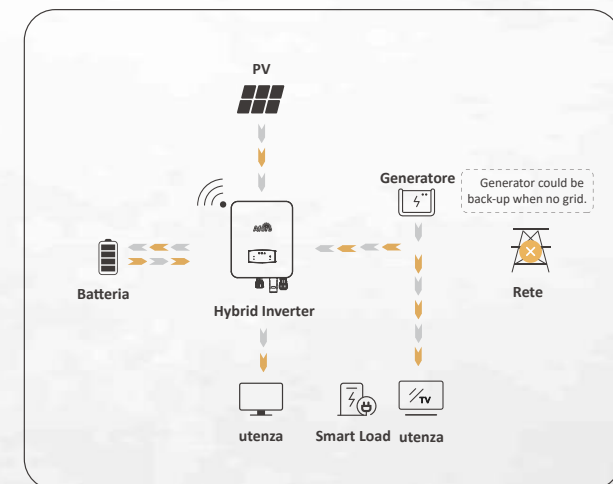 PV
Generatore
Generator could be
back-up when no grid.
Batteria
Hybrid Inverter
Rete
TV
utenza
Smart Load
utenza